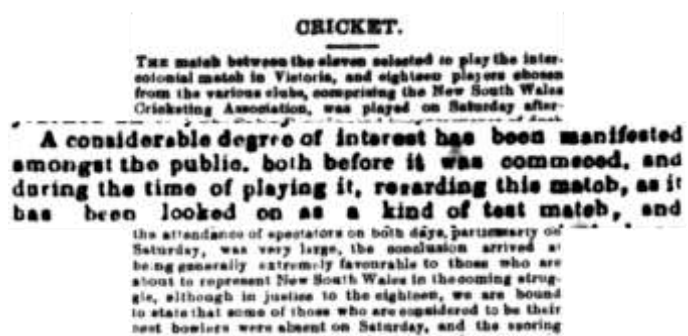 CRICKET.
THE match between the eleven selected to play the inter-
colonial match in Victoria, and eighteen players chosen
from the various clubs, comprising the New South Wales
Cricketing Association, was played on Saturday after-
A considerable degree of interest has been manifested
amongst the public. both before it was commeced, and
during the time of playing it, regarding this match, as it
has been looked on as a kind of test match, and
the attendance of spectators on both days, particuarly on
Saturday, was very large, the conclusion arrived at
being generally extremely favourable to those who are
about to represent New South Wales in the coming strug-
gle, although in justice to the eighteen, we are bound
to state that some of those who are considered to be their
best bowlers were absent on Saturday, and the scoring